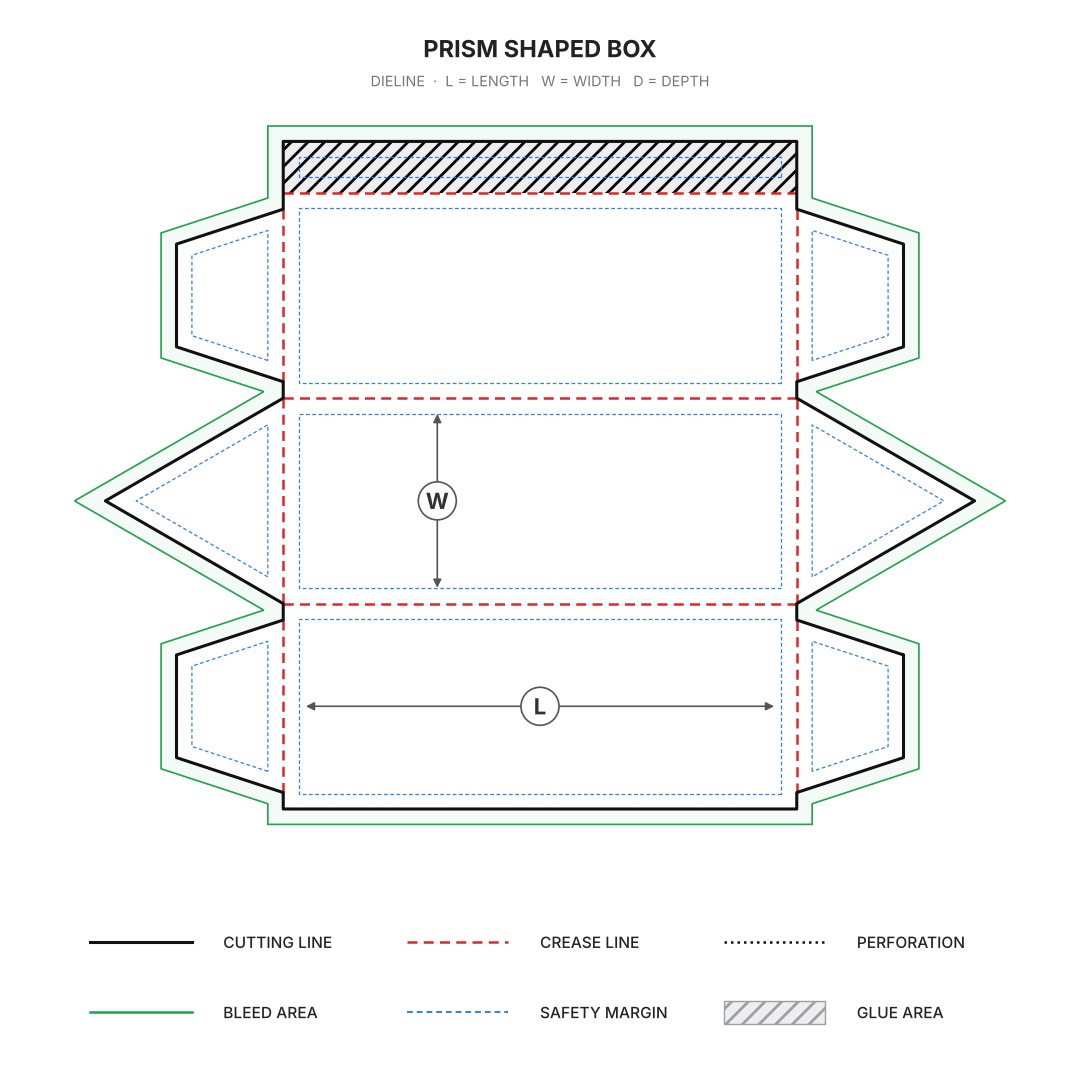 PRISM SHAPED BOX
DIELINE · L = LENGTH W = WIDTH D = DEPTH
W
L
CUTTING LINE
CREASE LINE
PERFORATION
BLEED AREA
SAFETY MARGIN
GLUE AREA